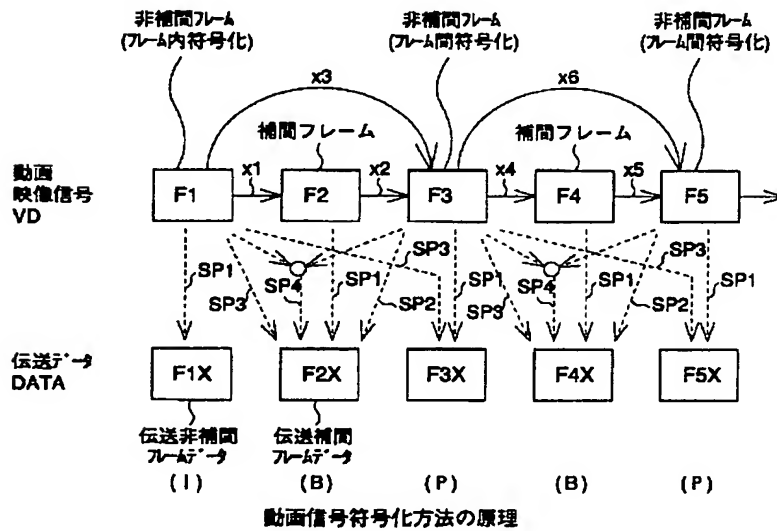 非補間フレーム
(フレーム内符号化)
非補間フレーム
(フレーム間符号化)
非補間フレーム
(フレーム間符号化)
x3
x6
補間フレーム
補間フレーム
動画
映像信号
VD
F1
x1
F2
x2
F3
x4
F4
x5
F5
SP1
SP3
SP4
SP1
SP3
SP2
SP1
SP3
SP4
SP1
SP3
SP2
SP1
伝送データ
DATA
F1X
F2X
F3X
F4X
F5X
伝送非補間
フレームデータ
伝送補間
フレームデータ
(I)
(B)
(P)
(B)
(P)
動画信号符号化方法の原理